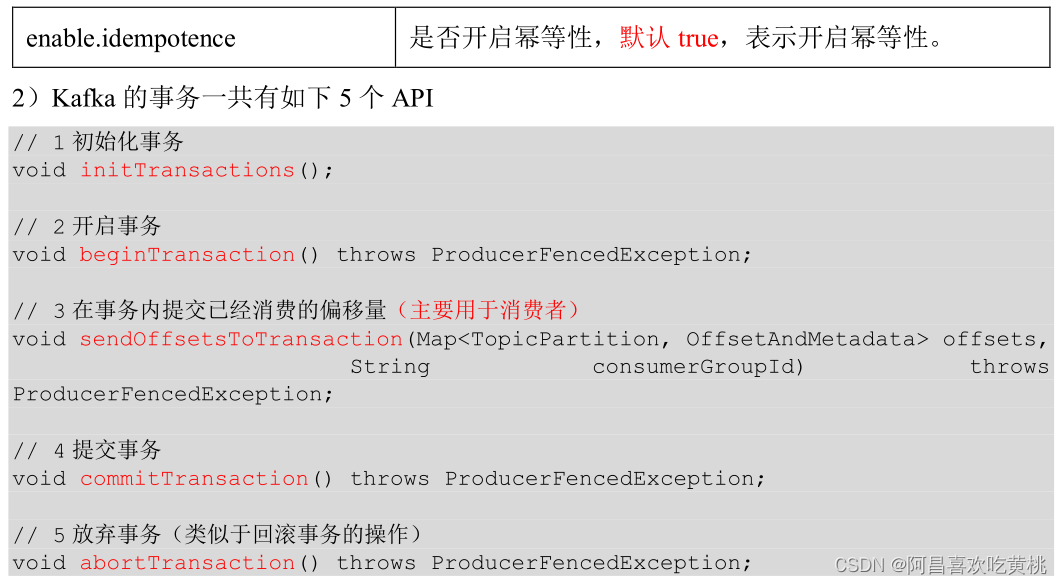 enable.idempotence 是否开启幂等性，默认 true，表示开启幂等性。
2）Kafka 的事务一共有如下 5 个 API
// 1 初始化事务
void initTransactions();
// 2 开启事务
void beginTransaction() throws ProducerFencedException;
// 3 在事务内提交已经消费的偏移量（主要用于消费者）
void sendOffsetsToTransaction(Map<TopicPartition, OffsetAndMetadata> offsets,
String consumerGroupId) throws
ProducerFencedException;
// 4 提交事务
void commitTransaction() throws ProducerFencedException;
// 5 放弃事务（类似于回滚事务的操作）
void abortTransaction() throws ProducerFencedException;
CSDN @阿昌喜欢吃黄桃